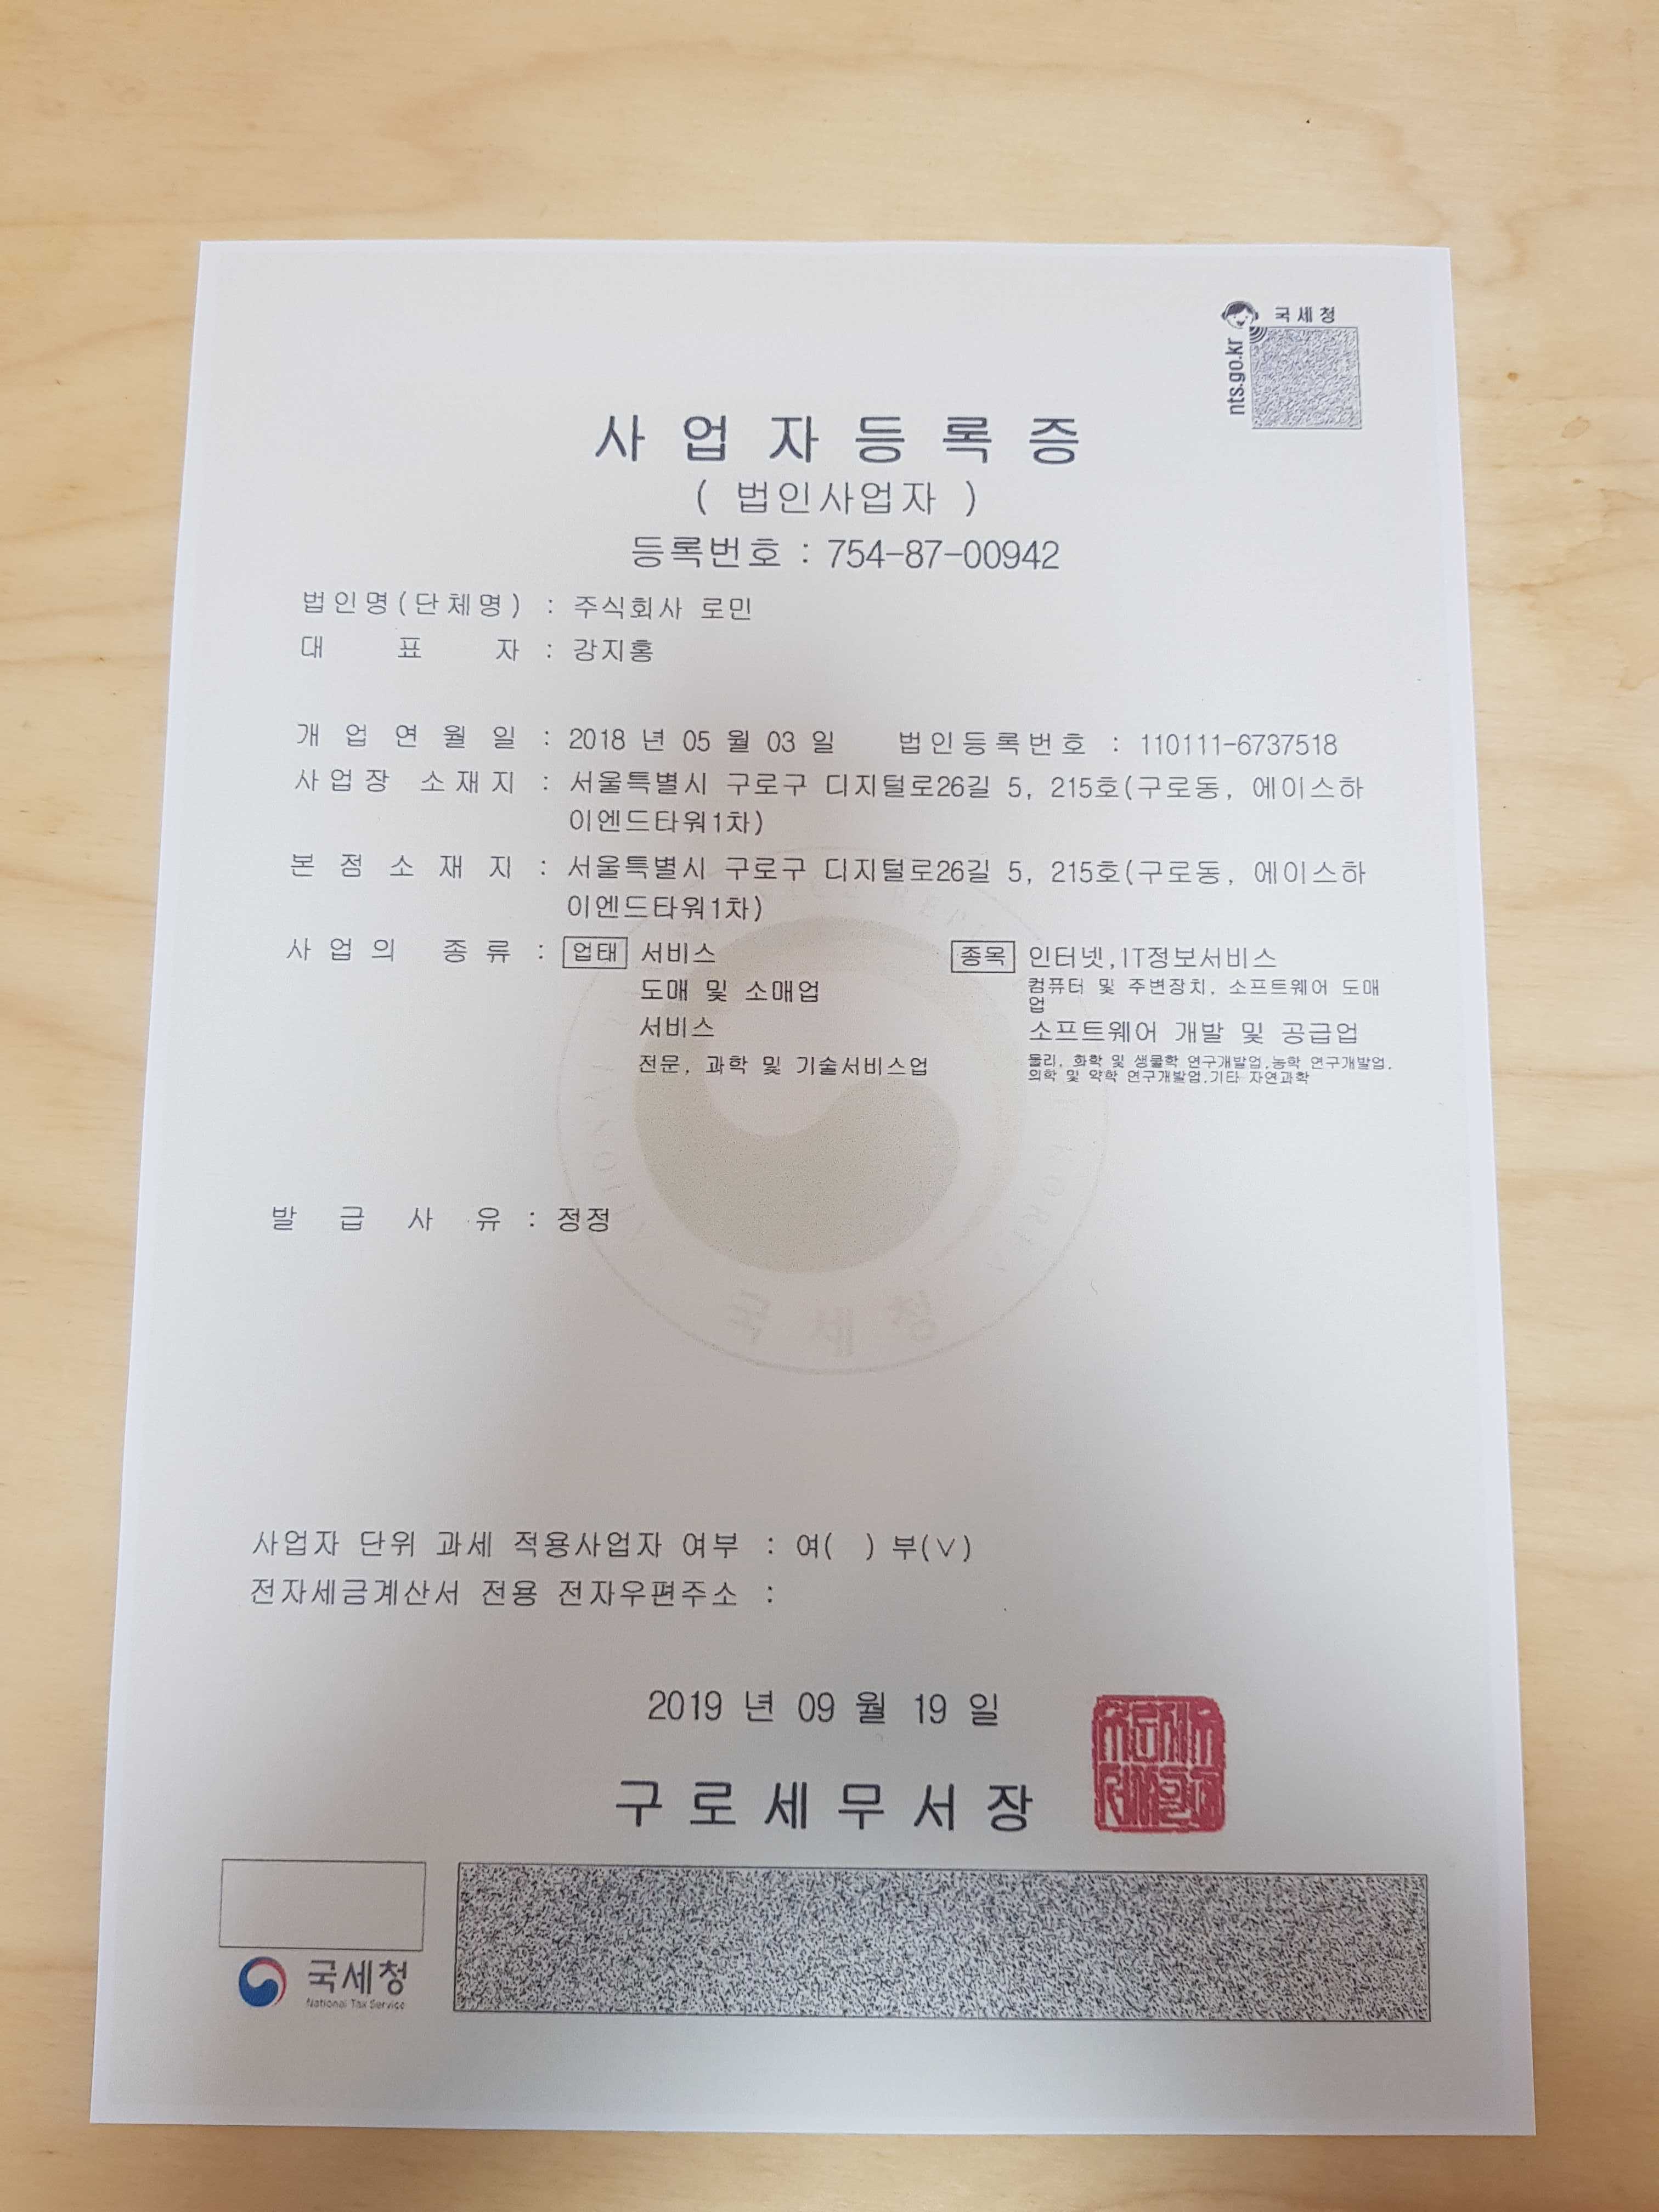 국세청
nts.go.kr
사업자등록증
( 법인사업자 )
등록번호 : 754-87-00942
법인명(단체명) : 주식회사 로민
대 표 자 : 강지홍
개 업 연 월 일 : 2018 년 05 월 03 일 법인등록번호 : 110111-6737518
사업장 소재지 : 서울특별시 구로구 디지털로26길 5, 215호(구로동, 에이스하
이엔드타워1차)
본 점 소 재 지 : 서울특별시 구로구 디지털로26길 5, 215호(구로동, 에이스하
이엔드타워1차)
사 업 의 종 류 : 업태 서비스 종목 인터넷,IT정보서비스
도매 및 소매업 컴퓨터 및 주변장치, 소프트웨어 도매
업
서비스 소프트웨어 개발 및 공급업
전문, 과학 및 기술서비스업 물리, 화학 및 생물학 연구개발업,농학 연구개발업,
의학 및 약학 연구개발업,기타 자연과학
발 급 사 유 : 정정
국세청
사업자 단위 과세 적용사업자 여부 : 여( ) 부(∨)
전자세금계산서 전용 전자우편주소 :
2019 년 09 월 19 일
구로세무서장
국세청
National Tax Service